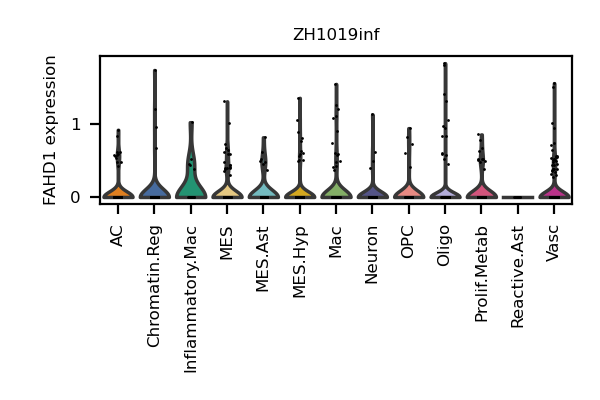 ZH1019inf
FAHD1 expression
1
0
AC
Chromatin.Reg
Inflammatory.Mac
MES
MES.Ast
MES.Hyp
Mac
Neuron
OPC
Oligo
Prolif.Metab
Reactive.Ast
Vasc